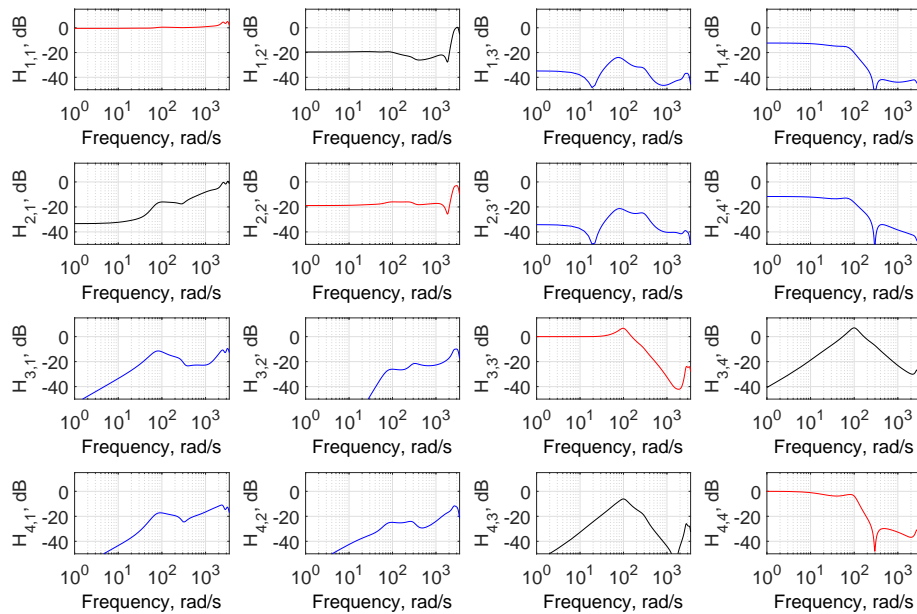 H1,1, dB
0
-20
-40
10^0 10^1 10^2 10^3
Frequency, rad/s
H1,2, dB
0
-20
-40
10^0 10^1 10^2 10^3
Frequency, rad/s
H1,3, dB
0
-20
-40
10^0 10^1 10^2 10^3
Frequency, rad/s
H1,4, dB
0
-20
-40
10^0 10^1 10^2 10^3
Frequency, rad/s
H2,1, dB
0
-20
-40
10^0 10^1 10^2 10^3
Frequency, rad/s
H2,2, dB
0
-20
-40
10^0 10^1 10^2 10^3
Frequency, rad/s
H2,3, dB
0
-20
-40
10^0 10^1 10^2 10^3
Frequency, rad/s
H2,4, dB
0
-20
-40
10^0 10^1 10^2 10^3
Frequency, rad/s
H3,1, dB
0
-20
-40
10^0 10^1 10^2 10^3
Frequency, rad/s
H3,2, dB
0
-20
-40
10^0 10^1 10^2 10^3
Frequency, rad/s
H3,3, dB
0
-20
-40
10^0 10^1 10^2 10^3
Frequency, rad/s
H3,4, dB
0
-20
-40
10^0 10^1 10^2 10^3
Frequency, rad/s
H4,1, dB
0
-20
-40
10^0 10^1 10^2 10^3
Frequency, rad/s
H4,2, dB
0
-20
-40
10^0 10^1 10^2 10^3
Frequency, rad/s
H4,3, dB
0
-20
-40
10^0 10^1 10^2 10^3
Frequency, rad/s
H4,4, dB
0
-20
-40
10^0 10^1 10^2 10^3
Frequency, rad/s